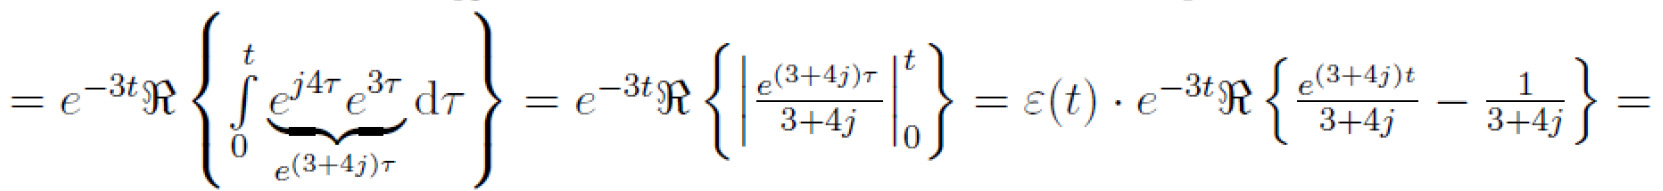 = e^{-3t} ℜ { ∫_0^t e^{j4τ} e^{3τ} dτ } = e^{-3t} ℜ { | e^{(3+4j)τ} / 3+4j |_0^t } = ε(t) · e^{-3t} ℜ { e^{(3+4j)t} / 3+4j − 1 / 3+4j } =
e^{(3+4j)τ}